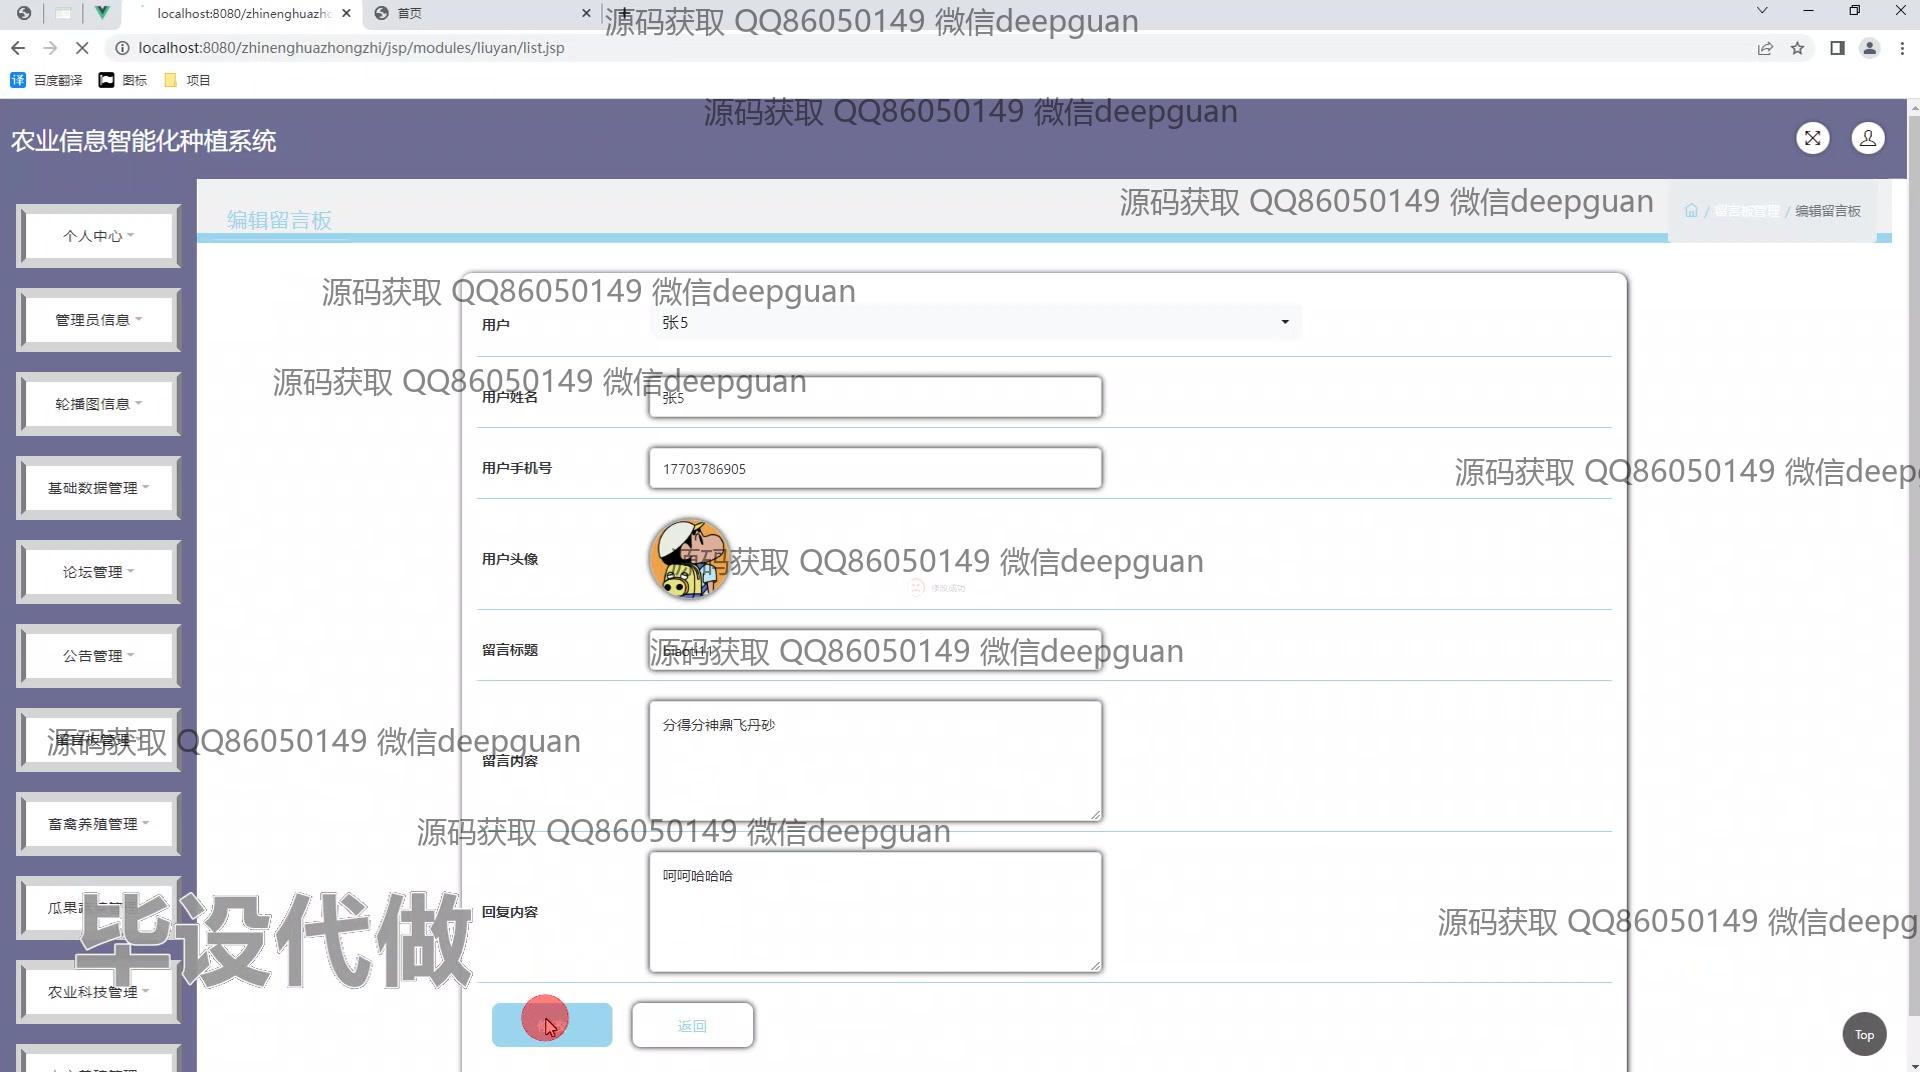 localhost:8080/zhinenghuazho
首页
源码获取 QQ86050149 微信deepguan
localhost:8080/zhinenghuazhongzhi/jsp/modules/liuyan/list.jsp
百度翻译
图标
项目
源码获取 QQ86050149 微信deepguan
农业信息智能化种植系统
源码获取 QQ86050149 微信deepguan
编辑留言板
/ 留言板管理 / 编辑留言板
个人中心
管理员信息
轮播图信息
基础数据管理
论坛管理
公告管理
留言板管理
畜禽养殖管理
农业科技管理
源码获取 QQ86050149 微信deepguan
用户
张5
源码获取 QQ86050149 微信deepguan
用户姓名
张5
用户手机号
17703786905
源码获取 QQ86050149 微信deep
用户头像
源码获取 QQ86050149 微信deepguan
修改成功
留言标题
源码获取 QQ86050149 微信deepguan
留言内容
分得分神鼎飞丹砂
源码获取 QQ86050149 微信deepguan
源码获取 QQ86050149 微信deepguan
回复内容
呵呵哈哈哈
源码获取 QQ86050149 微信deep
毕设代做
返回
Top